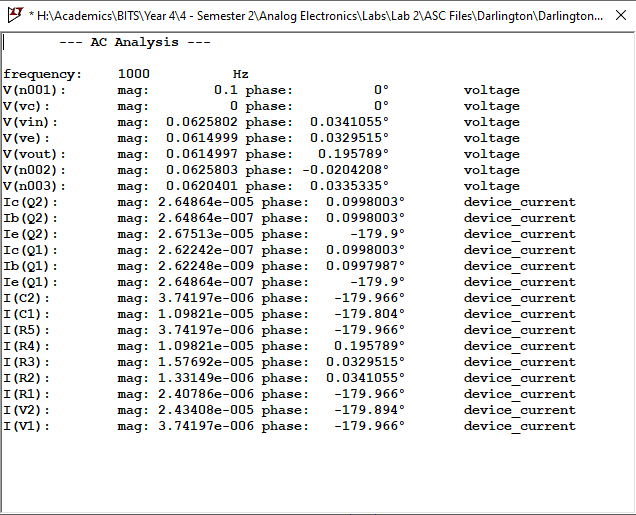 * H:\Academics\BITS\Year 4\4 - Semester 2\Analog Electronics\Labs\Lab 2\ASC Files\Darlington\Darlington...
--- AC Analysis ---
frequency: 1000 Hz
V(n001): mag: 0.1 phase: 0° voltage
V(vc): mag: 0 phase: 0° voltage
V(vin): mag: 0.0625802 phase: 0.0341055° voltage
V(ve): mag: 0.0614999 phase: 0.0329515° voltage
V(vout): mag: 0.0614997 phase: 0.195789° voltage
V(n002): mag: 0.0625803 phase: -0.0204208° voltage
V(n003): mag: 0.0620401 phase: 0.0335335° voltage
Ic(Q2): mag: 2.64864e-005 phase: 0.0998003° device_current
Ib(Q2): mag: 2.64864e-007 phase: 0.0998003° device_current
Ie(Q2): mag: 2.67513e-005 phase: -179.9° device_current
Ic(Q1): mag: 2.62242e-007 phase: 0.0998003° device_current
Ib(Q1): mag: 2.62248e-009 phase: 0.0997987° device_current
Ie(Q1): mag: 2.64864e-007 phase: -179.9° device_current
I(C2): mag: 3.74197e-006 phase: -179.966° device_current
I(C1): mag: 1.09821e-005 phase: -179.804° device_current
I(R5): mag: 3.74197e-006 phase: -179.966° device_current
I(R4): mag: 1.09821e-005 phase: 0.195789° device_current
I(R3): mag: 1.57692e-005 phase: 0.0329515° device_current
I(R2): mag: 1.33149e-006 phase: 0.0341055° device_current
I(R1): mag: 2.40786e-006 phase: -179.966° device_current
I(V2): mag: 2.43408e-005 phase: -179.894° device_current
I(V1): mag: 3.74197e-006 phase: -179.966° device_current